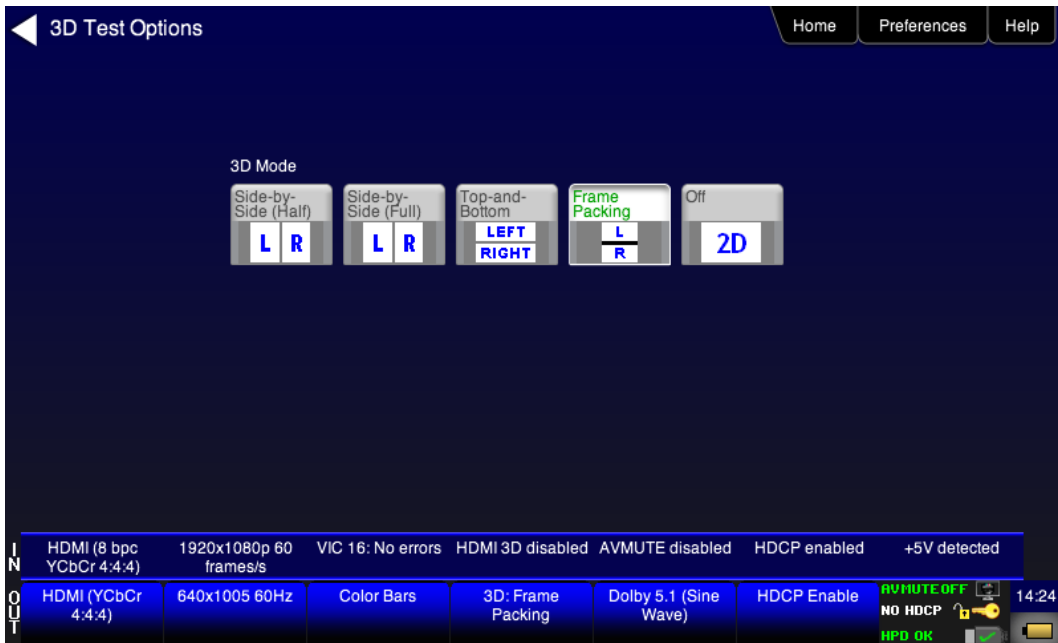 3D Test Options
Home Preferences Help
3D Mode
Side-by-Side (Half)
L R
Side-by-Side (Full)
L R
Top-and-Bottom
LEFT
RIGHT
Frame Packing
L
R
Off
2D
IN
HDMI (8 bpc YCbCr 4:4:4)
1920x1080p 60 frames/s
VIC 16: No errors
HDMI 3D disabled
AVMUTE disabled
HDCP enabled
+5V detected
OUT
HDMI (YCbCr 4:4:4)
640x1005 60Hz
Color Bars
3D: Frame Packing
Dolby 5.1 (Sine Wave)
HDCP Enable
AVMUTEOFF
NO HDCP
HPD OK
14:24